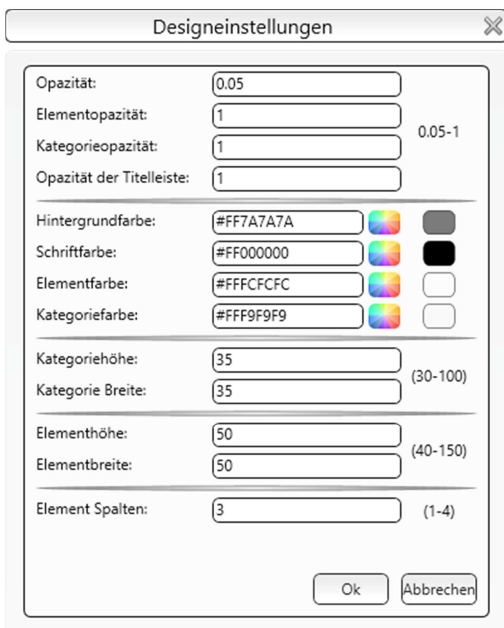 Designeinstellungen
Opazität: 0.05
Elementopazität: 1
0.05-1
Kategorieopazität: 1
Opazität der Titelleiste: 1
Hintergrundfarbe: #FF7A7A7A
Schriftfarbe: #FF000000
Elementfarbe: #FFFCFCFC
Kategoriefarbe: #FFF9F9F9
Kategoriehöhe: 35
(30-100)
Kategorie Breite: 35
Elementhöhe: 50
(40-150)
Elementbreite: 50
Element Spalten: 3 (1-4)
Ok Abbrechen